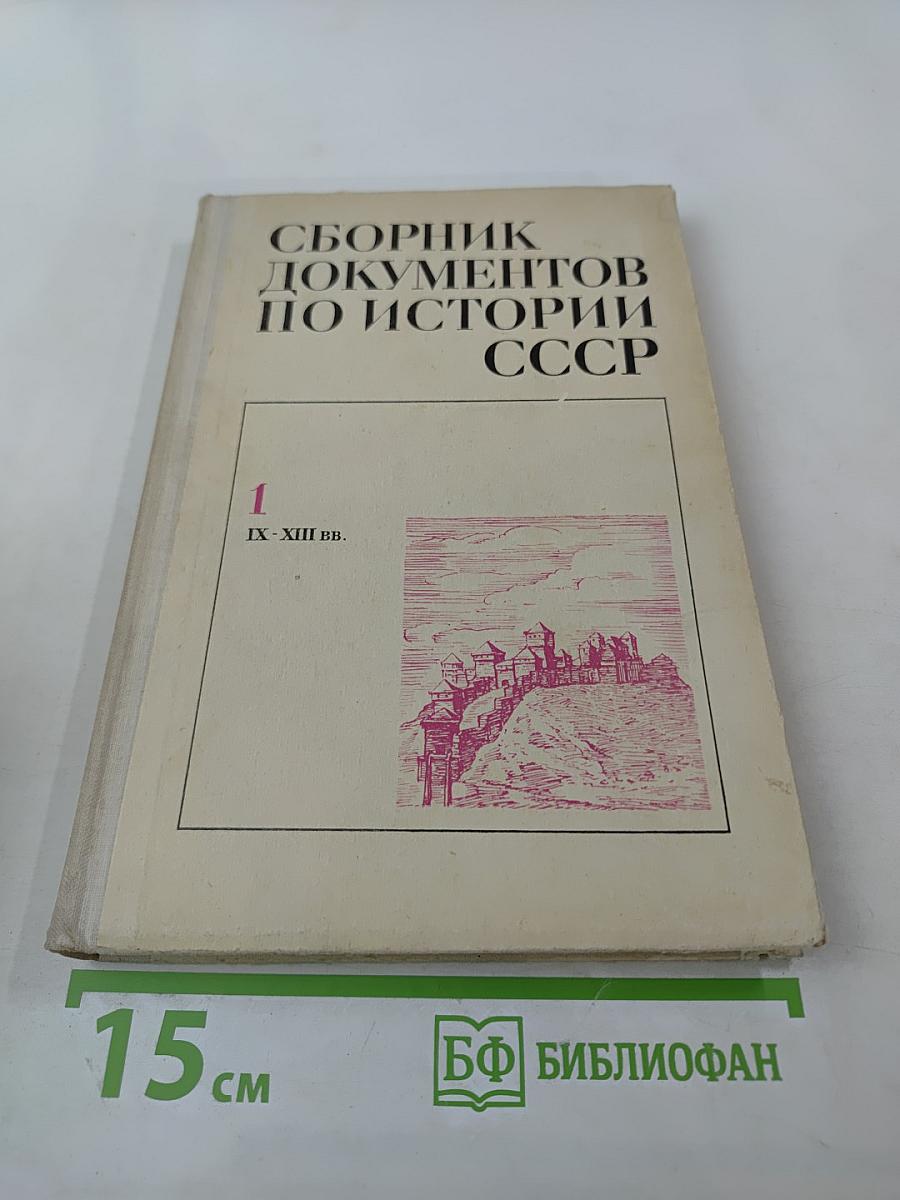 СБОРНИК
ДОКУМЕНТОВ
ПО ИСТОРИИ
СССР
1
IX - XIII вв.
15 см
БФ БИБЛИОФАН